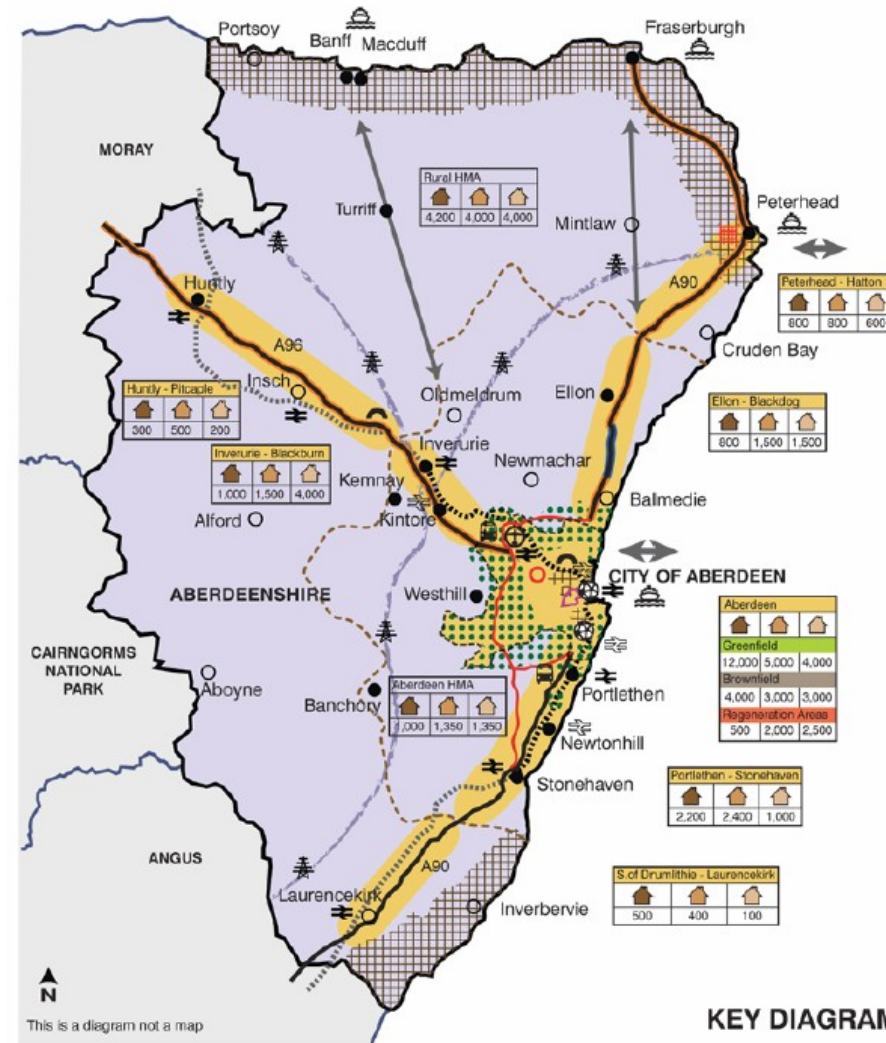 Portsoy
Banff
Macduff
Fraserburgh
MORAY
Rural HMA
4,200 4,000 4,000
Turriff
Mintlaw
Peterhead
Huntly
A90
Peterhead - Hatton
800 800 600
A96
Cruden Bay
Insch
Oldmeldrum
Ellon
Huntly - Pitcaple
300 500 200
Ellon - Blackdog
800 1,500 1,500
Inverurie
Inverurie - Blackburn
1,000 1,500 4,000
Newmachar
Kemnay
Ballmedie
Alford
Kintore
CITY OF ABERDEEN
Westhill
ABERDEENSHIRE
Aberdeen
Greenfield
12,000 5,000 4,000
Brownfield
4,000 3,000 3,000
Regeneration Areas
500 2,000 2,500
CAIRNGORMS
NATIONAL
PARK
Aboyne
Banchory
Aberdeen HMA
,000 1,350 1,350
Portlethen
Newtonhill
Stonehaven
Portlethen - Stonehaven
2,200 2,400 1,000
ANGUS
A90
S.of Drumlithie - Laurencekirk
500 400 100
Laurencekirk
Inverbervie
N
This is a diagram not a map
KEY DIAGRAM